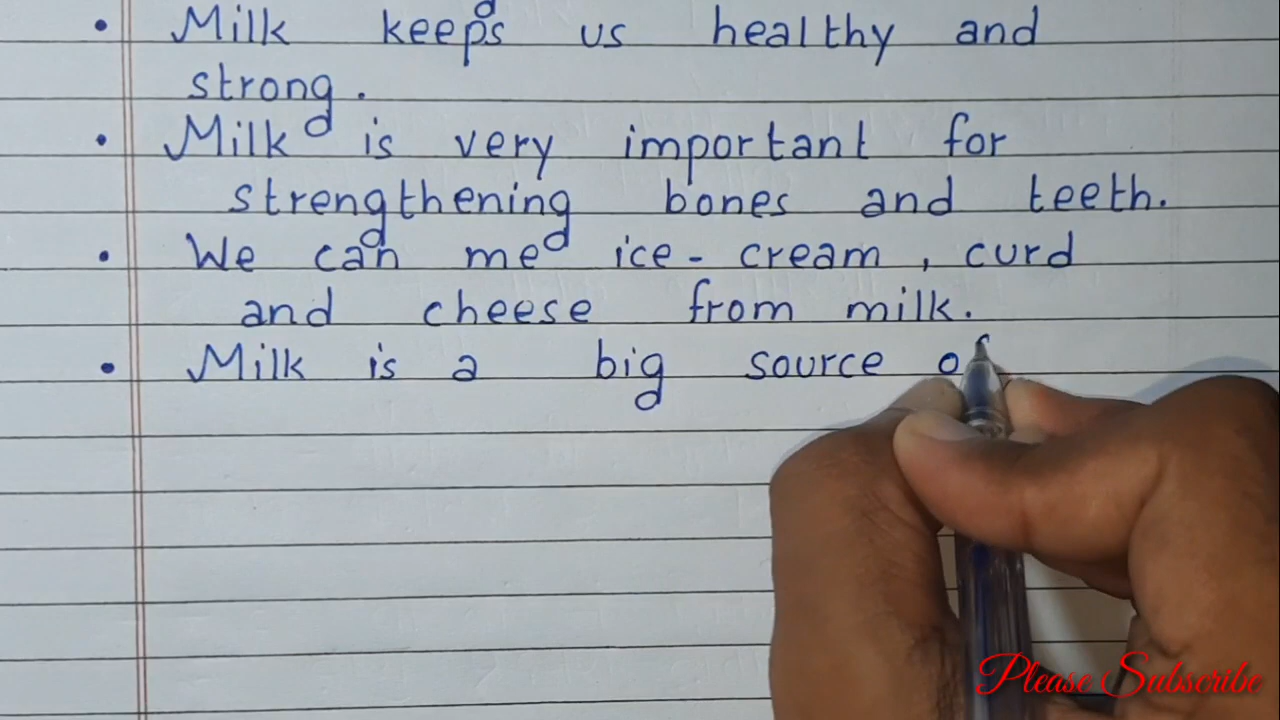 • Milk keeps us healthy and
strong.
• Milk is very important for
strengthening bones and teeth.
• We can me ice-cream, curd
and cheese from milk.
• Milk is a big source of
Please Subscribe